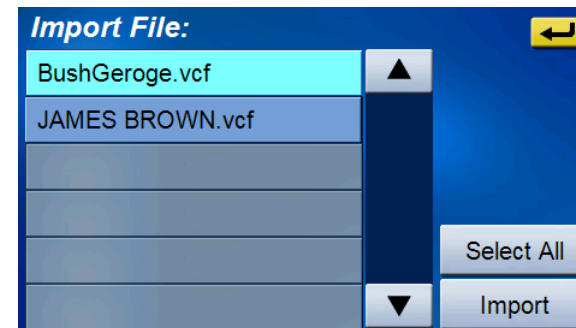 Import File:
BushGeroge.vcf
JAMES BROWN.vcf
Select All
Import